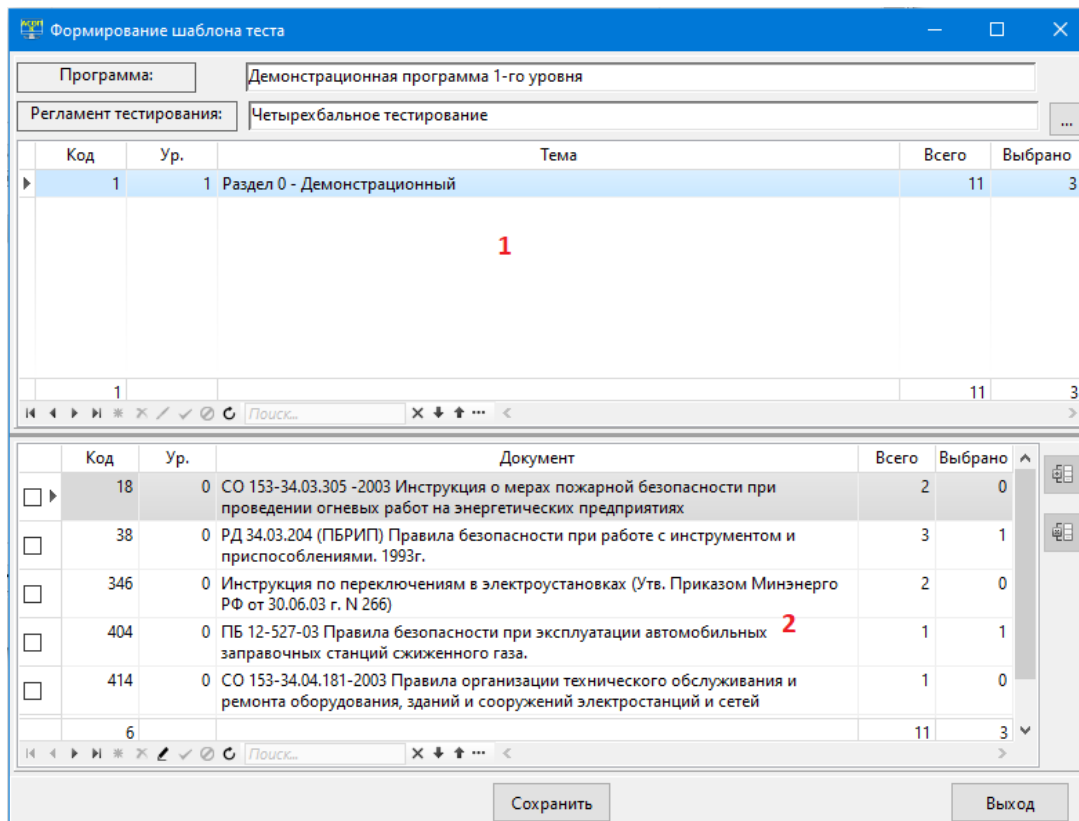 Формирование шаблона теста
Программа: Демонстрационная программа 1-го уровня
Регламент тестирования: Четырехбальное тестирование ...
Код Ур. Тема Всего Выбрано
1 1 Раздел 0 - Демонстрационный 11 3
1
1 11 3
Поиск...
Код Ур. Документ Всего Выбрано
18 0 СО 153-34.03.305 -2003 Инструкция о мерах пожарной безопасности при 2 0
проведении огневых работ на энергетических предприятиях
38 0 РД 34.03.204 (ПБРИП) Правила безопасности при работе с инструментом и 3 1
приспособлениями. 1993г.
346 0 Инструкция по переключениям в электроустановках (Утв. Приказом Минэнерго 2 0
РФ от 30.06.03 г. N 266)
404 0 ПБ 12-527-03 Правила безопасности при эксплуатации автомобильных 2 1 1
заправочных станций сжиженного газа.
414 0 СО 153-34.04.181-2003 Правила организации технического обслуживания и 1 0
ремонта оборудования, зданий и сооружений электростанций и сетей
6 11 3
Поиск...
Сохранить Выход